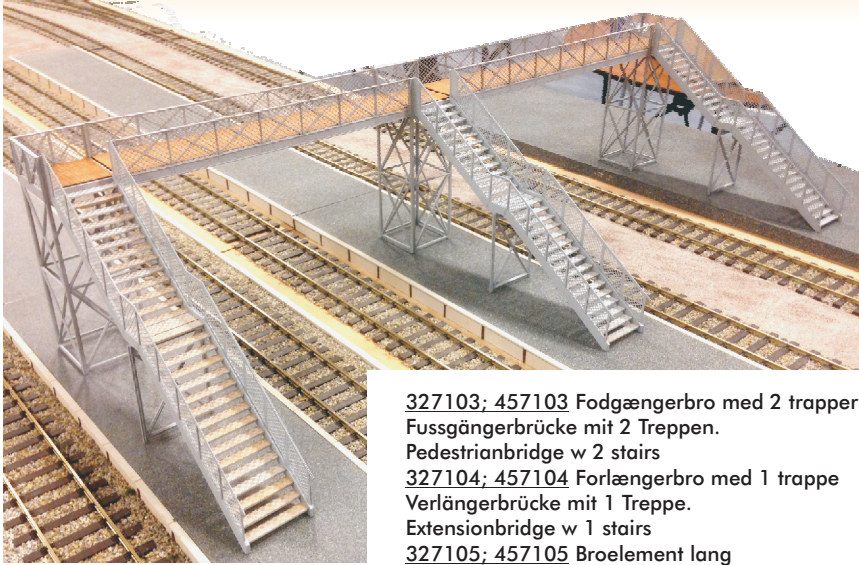 327103; 457103 Fodgængerbro med 2 trapper
Fussgängerbrücke mit 2 Treppen.
Pedestrianbridge w 2 stairs
327104; 457104 Forlængerbro med 1 trappe
Verlängerbrücke mit 1 Treppe.
Extensionbridge w 1 stairs
327105; 457105 Broelement lang